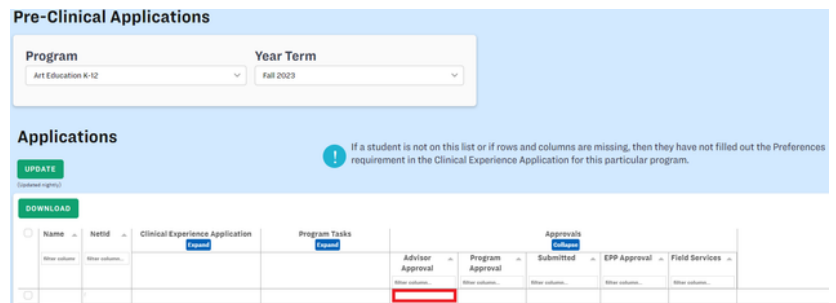 Pre-Clinical Applications
Program
Year Term
Art Education K-12
Fall 2023
Applications
If a student is not on this list or if rows and columns are missing, then they have not filled out the Preferences
requirement in the Clinical Experience Application for this particular program.
UPDATE
(Updated nightly)
DOWNLOAD
Name
NetId
Clinical Experience Application
Expand
Program Tasks
Expand
Approvals
Collapse
Advisor
Approval
Program
Approval
Submitted
EPP Approval
Field Services
filter column
filter column...
filter column...
filter column...
filter column...
filter column...
filter column...